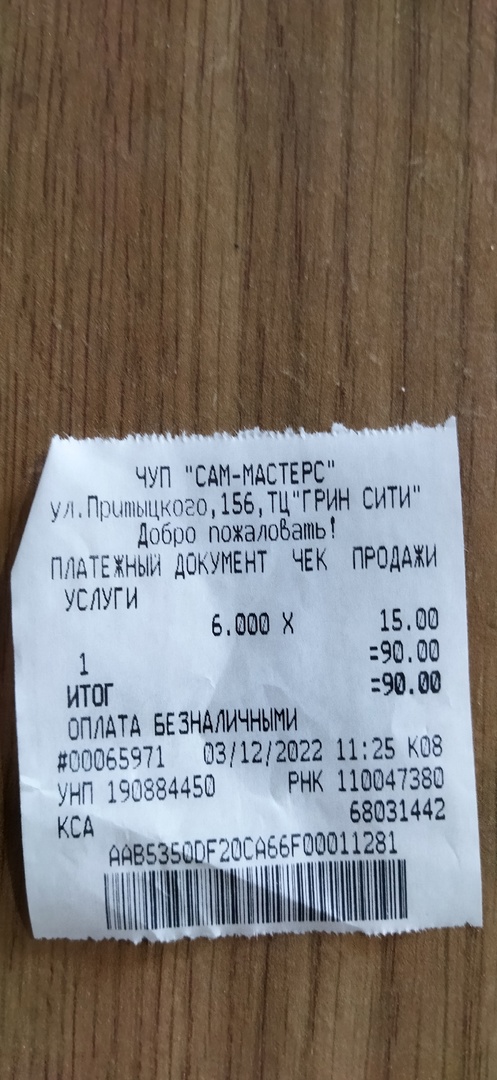 ЧУП "САМ-МАСТЕРС"
ул.Притыцкого,156,ТЦ"ГРИН СИТИ"
Добро пожаловать!
ПЛАТЕЖНЫЙ ДОКУМЕНТ ЧЕК ПРОДАЖИ
УСЛУГИ
6.000 X 15.00
1 =90.00
ИТОГ =90.00
ОПЛАТА БЕЗНАЛИЧНЫМИ
#00065971 03/12/2022 11:25 К08
УНП 190884450 РНК 110047380
КСА 68031442
AAB5350DF20CA66F00011281